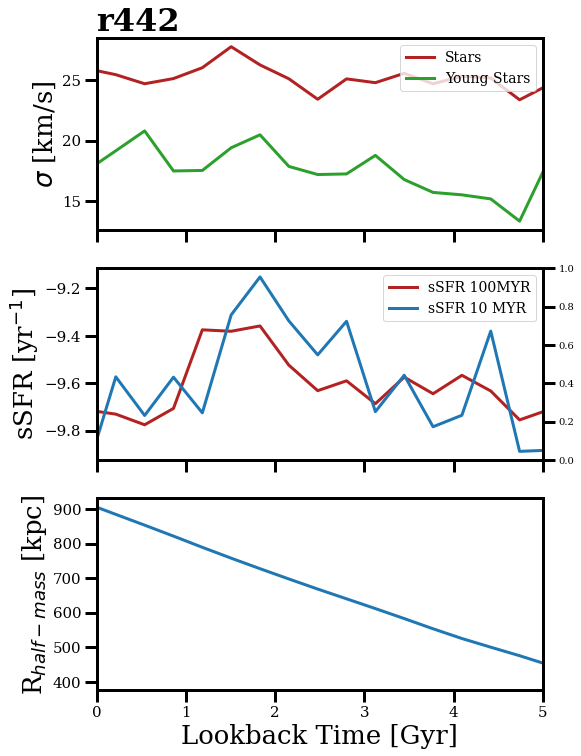 r442
σ [km/s]
25
20
15
Stars
Young Stars
sSFR [yr⁻¹]
−9.2
−9.4
−9.6
−9.8
sSFR 100MYR
sSFR 10 MYR
1.0
0.8
0.6
0.4
0.2
0.0
R_{half−mass} [kpc]
900
800
700
600
500
400
0 1 2 3 4 5
Lookback Time [Gyr]